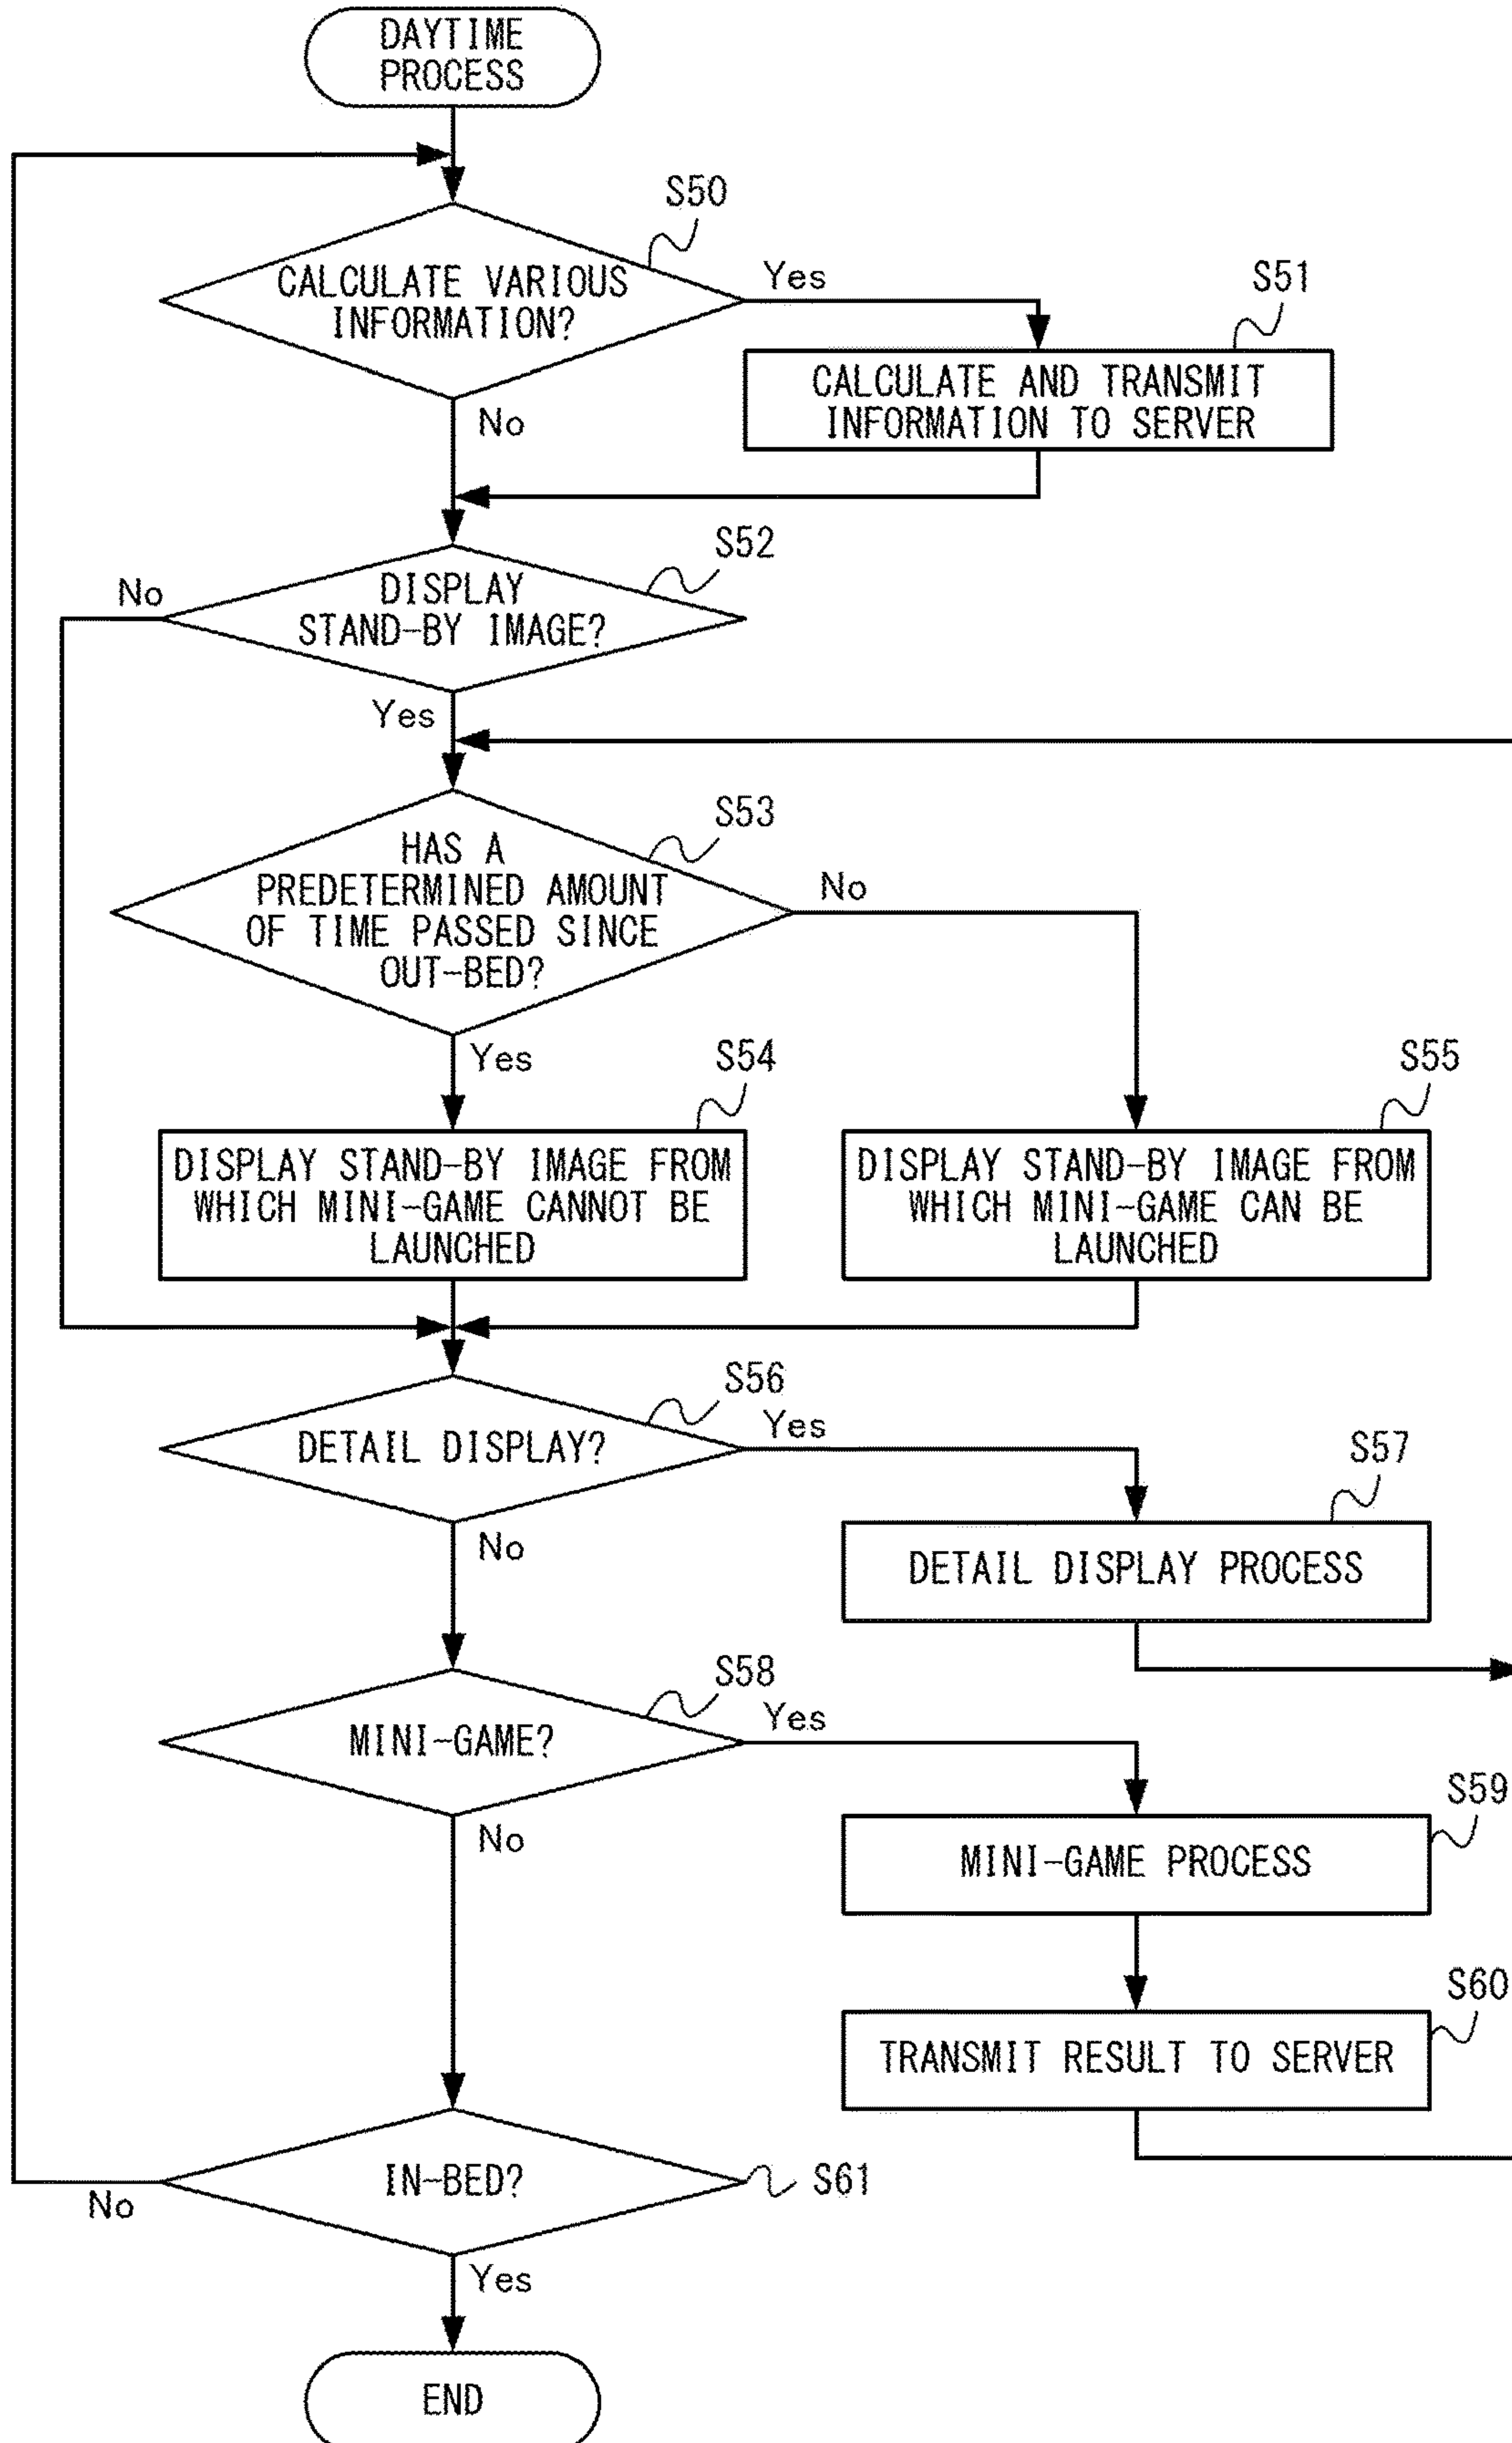 DAYTIME
PROCESS
S50
CALCULATE VARIOUS
INFORMATION?
Yes
No
S51
CALCULATE AND TRANSMIT
INFORMATION TO SERVER
S52
DISPLAY
STAND-BY IMAGE?
No
Yes
S53
HAS A
PREDETERMINED AMOUNT
OF TIME PASSED SINCE
OUT-BED?
No
Yes
S54
DISPLAY STAND-BY IMAGE FROM
WHICH MINI-GAME CANNOT BE
LAUNCHED
S55
DISPLAY STAND-BY IMAGE FROM
WHICH MINI-GAME CAN BE
LAUNCHED
S56
DETAIL DISPLAY?
Yes
No
S57
DETAIL DISPLAY PROCESS
S58
MINI-GAME?
Yes
No
S59
MINI-GAME PROCESS
S60
TRANSMIT RESULT TO SERVER
IN-BED?
S61
No
Yes
END